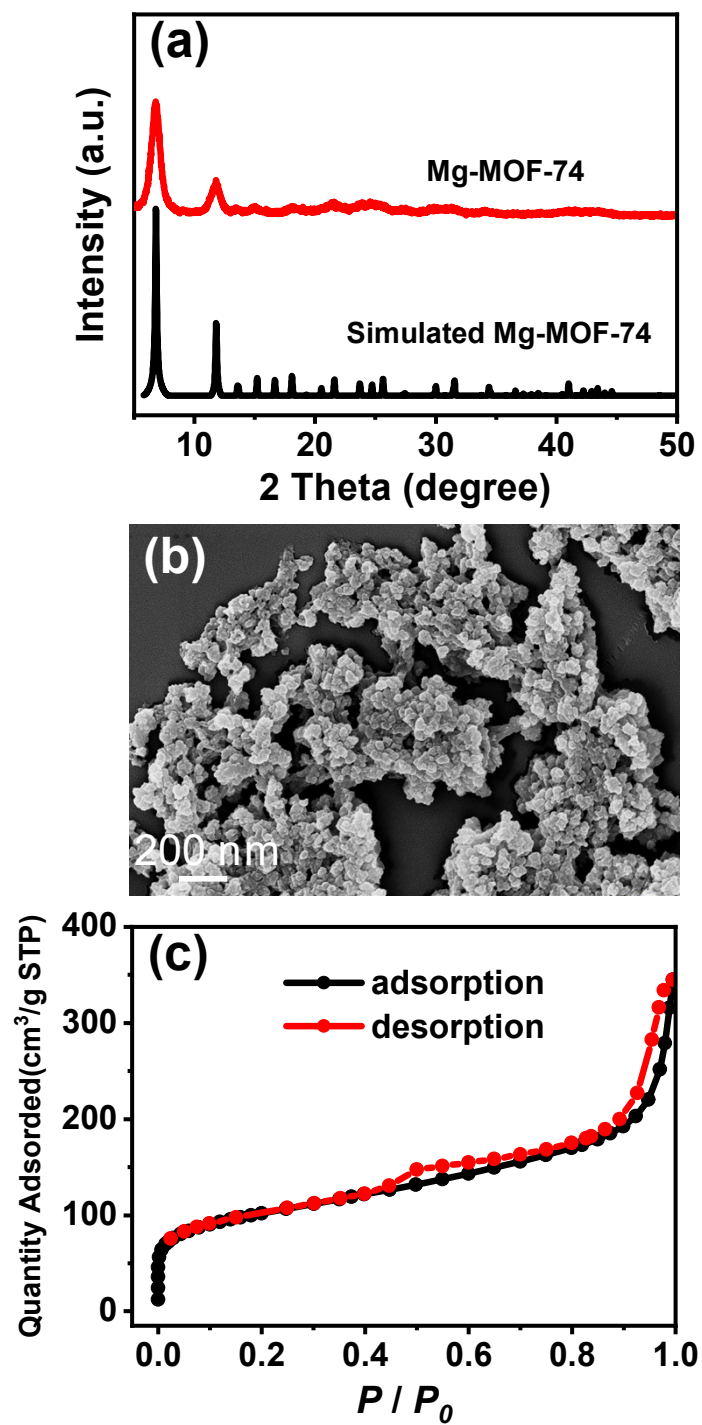 (a)
Intensity (a.u.)
Mg-MOF-74
Simulated Mg-MOF-74
10 20 30 40 50
2 Theta (degree)
(b)
200 nm
(c)
Quantity Adsorded(cm³/g STP)
400
300
200
100
0
adsorption
desorption
0.0 0.2 0.4 0.6 0.8 1.0
P / P₀